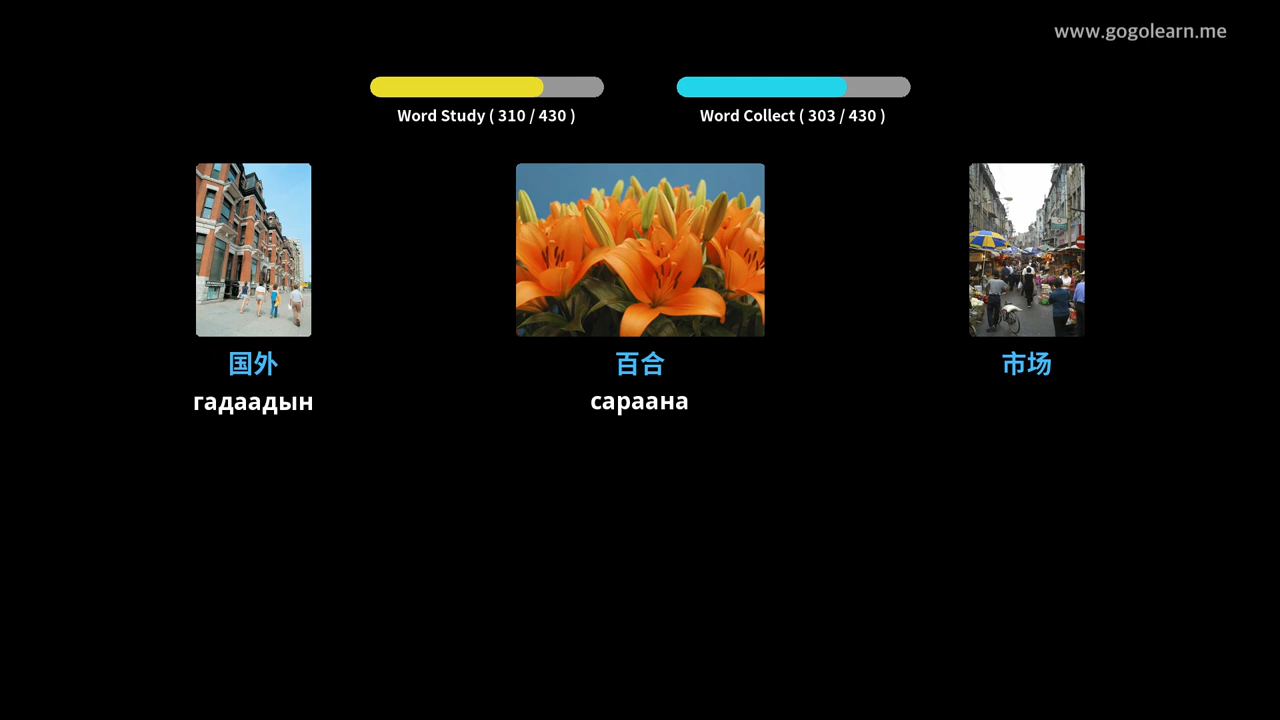 www.gogolearn.me
Word Study ( 310 / 430 )
Word Collect ( 303 / 430 )
国外
百合
市场
гадаадын
сараана